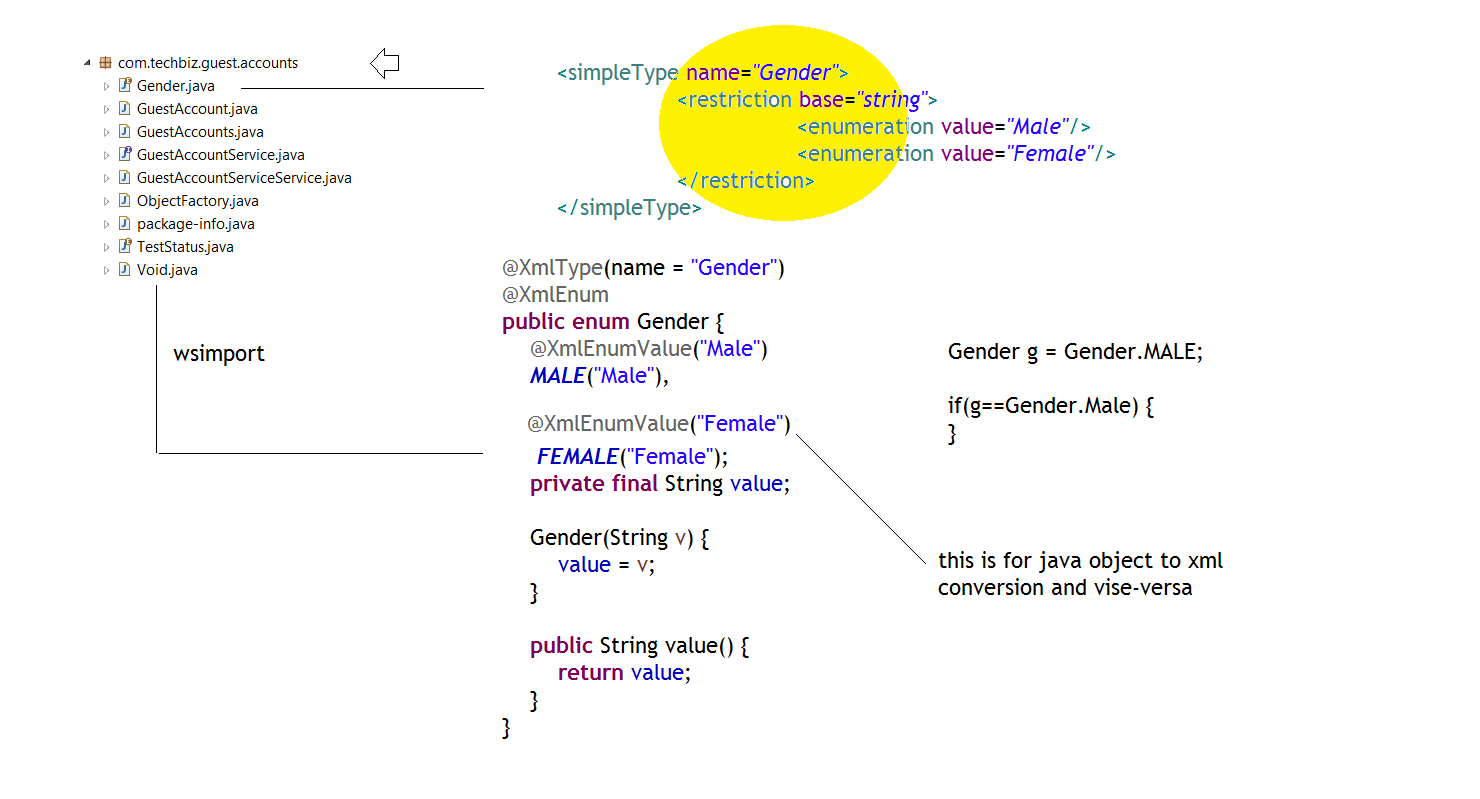 com.techbiz.guest.accounts
Gender.java
GuestAccount.java
GuestAccounts.java
GuestAccountService.java
GuestAccountServiceService.java
ObjectFactory.java
package-info.java
TestStatus.java
Void.java
wsimport
<simpleType name="Gender">
<restriction base="string">
<enumeration value="Male"/>
<enumeration value="Female"/>
</restriction>
</simpleType>
@XmlType(name = "Gender")
@XmlEnum
public enum Gender {
@XmlEnumValue("Male")
MALE("Male"),
@XmlEnumValue("Female")
FEMALE("Female");
private final String value;
Gender(String v) {
value = v;
}
public String value() {
return value;
}
}
Gender g = Gender.MALE;
if(g==Gender.Male) {
}
this is for java object to xml
conversion and vise-versa